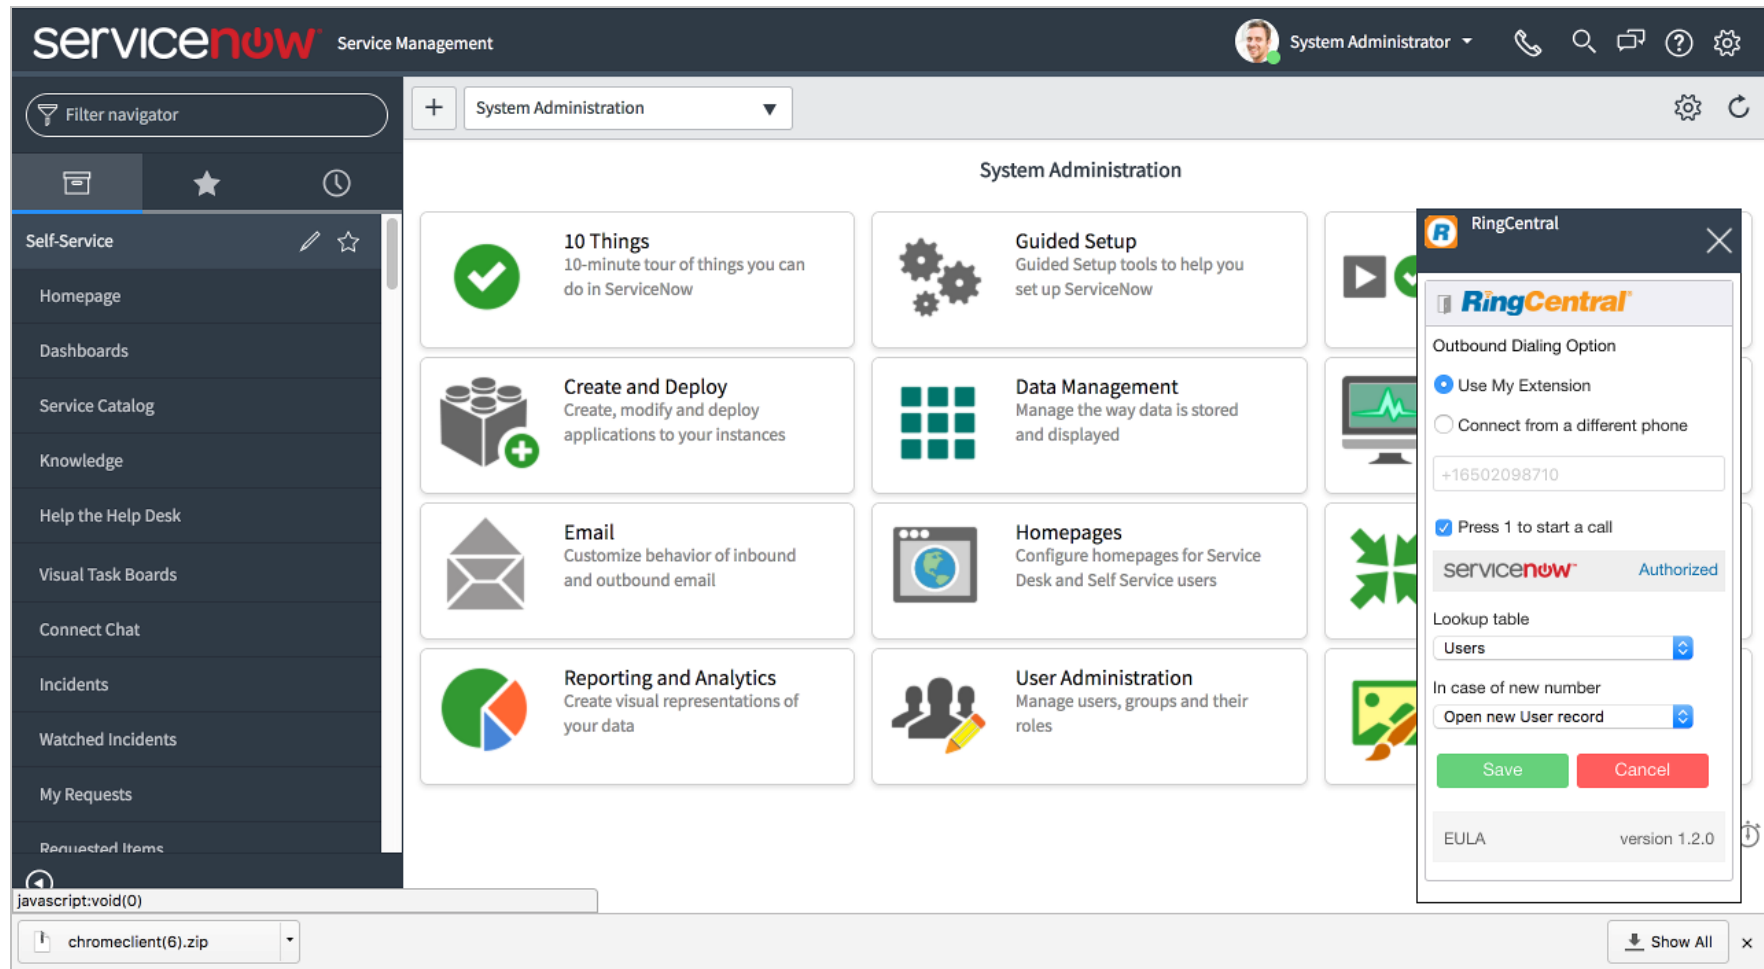 servicenow Service Management
System Administrator
Filter navigator
System Administration
System Administration
Self-Service
Homepage
Dashboards
Service Catalog
Knowledge
Help the Help Desk
Visual Task Boards
Connect Chat
Incidents
Watched Incidents
My Requests
Requested Items
10 Things
10-minute tour of things you can
do in ServiceNow
Guided Setup
Guided Setup tools to help you
set up ServiceNow
Create and Deploy
Create, modify and deploy
applications to your instances
Data Management
Manage the way data is stored
and displayed
Email
Customize behavior of inbound
and outbound email
Homepages
Configure homepages for Service
Desk and Self Service users
Reporting and Analytics
Create visual representations of
your data
User Administration
Manage users, groups and their
roles
R RingCentral
RingCentral
Outbound Dialing Option
Use My Extension
Connect from a different phone
+16502098710
Press 1 to start a call
servicenow™ Authorized
Lookup table
Users
In case of new number
Open new User record
Save Cancel
EULA version 1.2.0
javascript:void(0)
chromeclient(6).zip
Show All